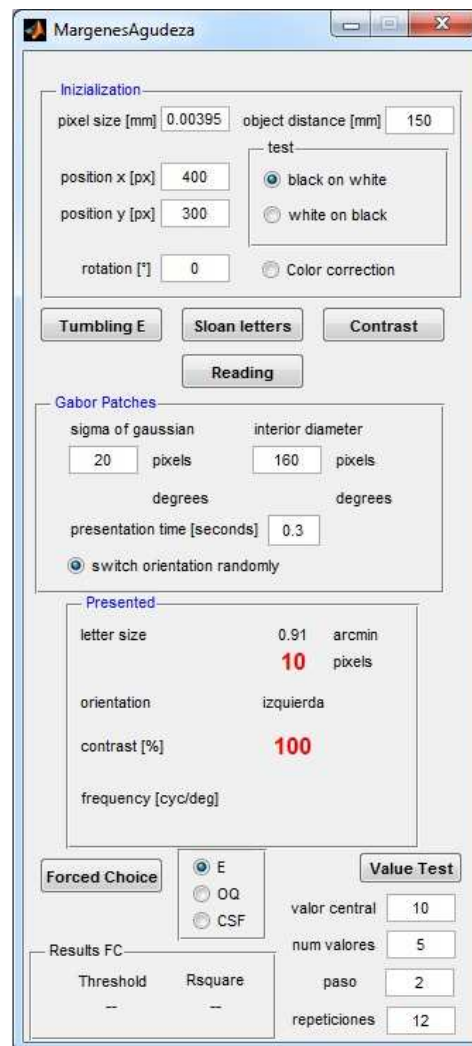 MargenesAgudeza
Inizialization
pixel size [mm] 0.00395 object distance [mm] 150
test
position x [px] 400 black on white
position y [px] 300 white on black
rotation [°] 0 Color correction
Tumbling E Sloan letters Contrast
Reading
Gabor Patches
sigma of gaussian interior diameter
20 pixels 160 pixels
degrees degrees
presentation time [seconds] 0.3
switch orientation randomly
Presented
letter size 0.91 arcmin
10 pixels
orientation izquierda
contrast [%] 100
frequency [cyc/deg]
Forced Choice E Value Test
OQ
CSF
valor central 10
num valores 5
paso 2
repeticiones 12
Results FC
Threshold Rsquare
-- --